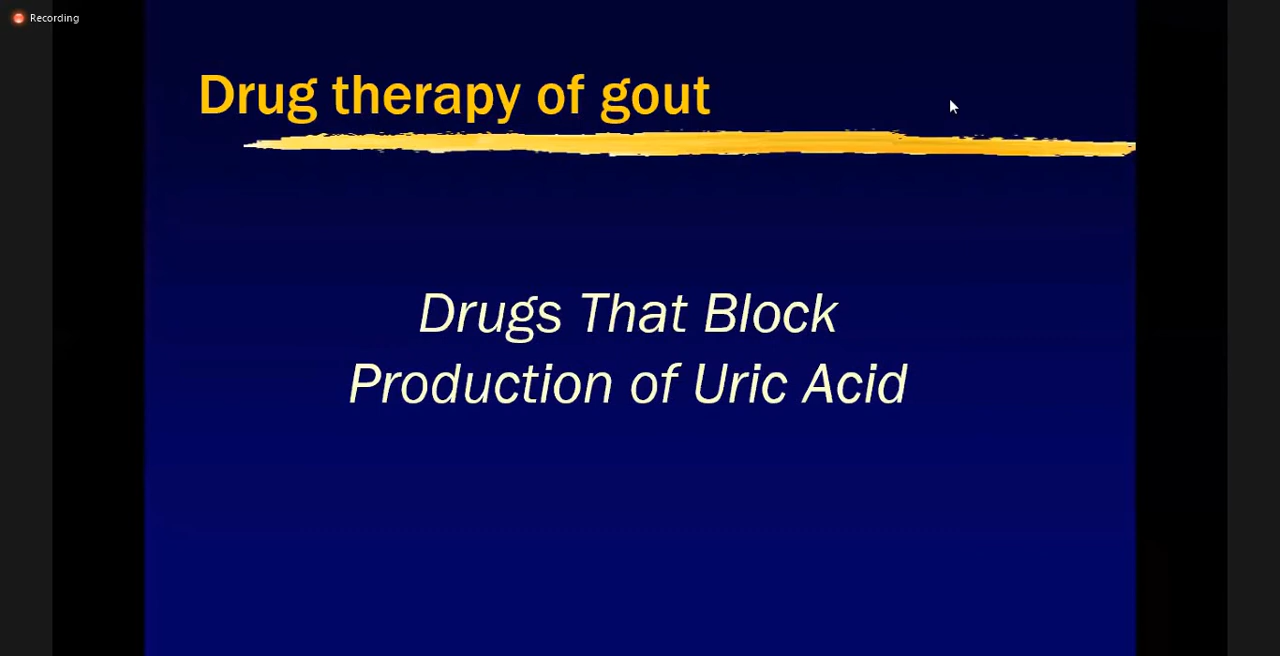 Recording
Drug therapy of gout
Drugs That Block
Production of Uric Acid